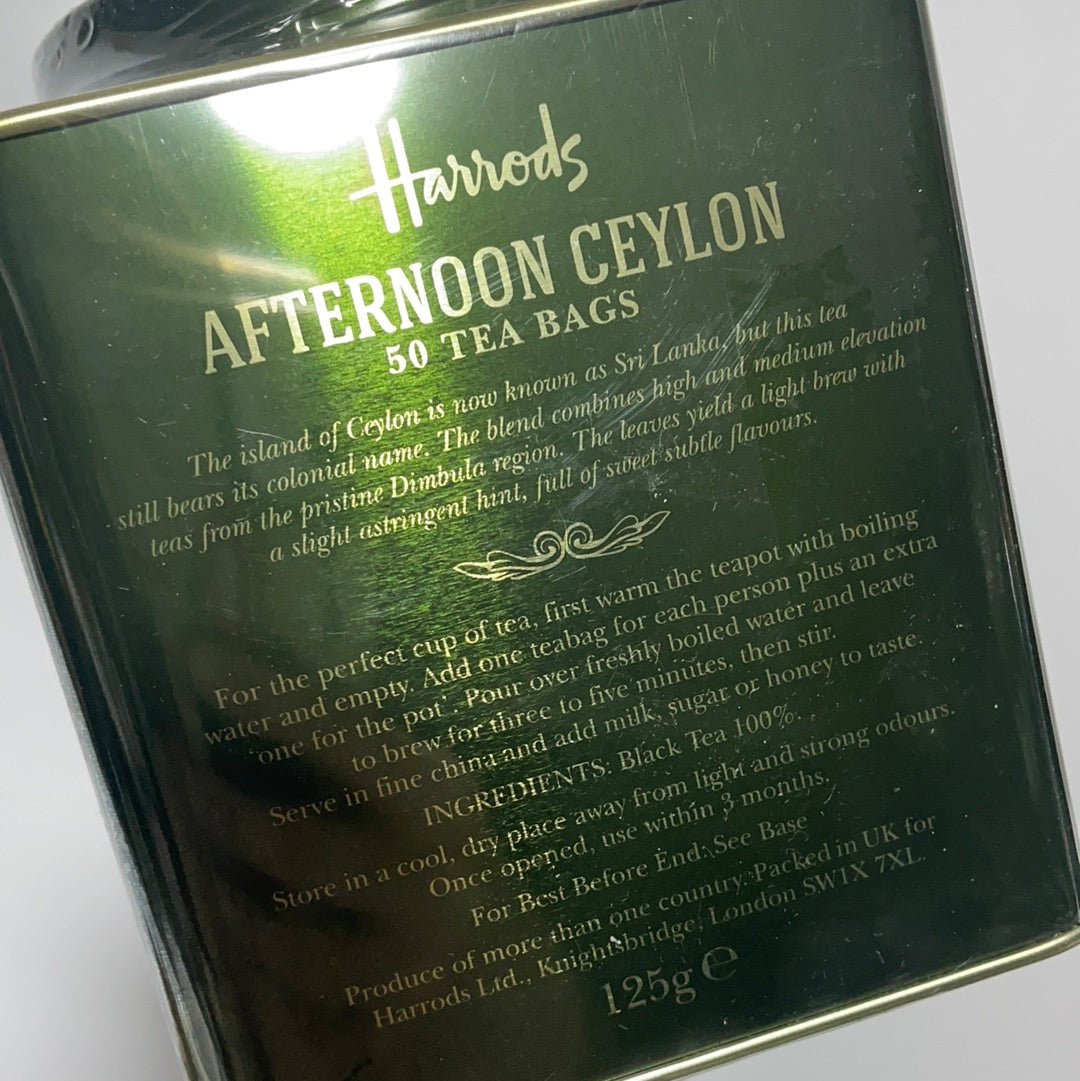 Harrods
AFTERNOON CEYLON
50 TEA BAGS
The island of Ceylon is now known as Sri Lanka, but this tea
still bears its colonial name. The blend combines high and medium elevation
teas from the pristine Dimbula region. The leaves yield a light brew with
a slight astringent hint, full of sweet subtle flavours.
For the perfect cup of tea, first warm the teapot with boiling
water and empty. Add one teabag for each person plus an extra
'one for the pot'. Pour over freshly boiled water and leave
to brew for three to five minutes, then stir.
Serve in fine china and add milk, sugar or honey to taste.
INGREDIENTS: Black Tea 100%.
Store in a cool, dry place away from light and strong odours.
Once opened, use within 3 months.
For Best Before End: See Base
Produce of more than one country. Packed in UK for
Harrods Ltd., Knightsbridge, London SW1X 7XL.
125g ℮